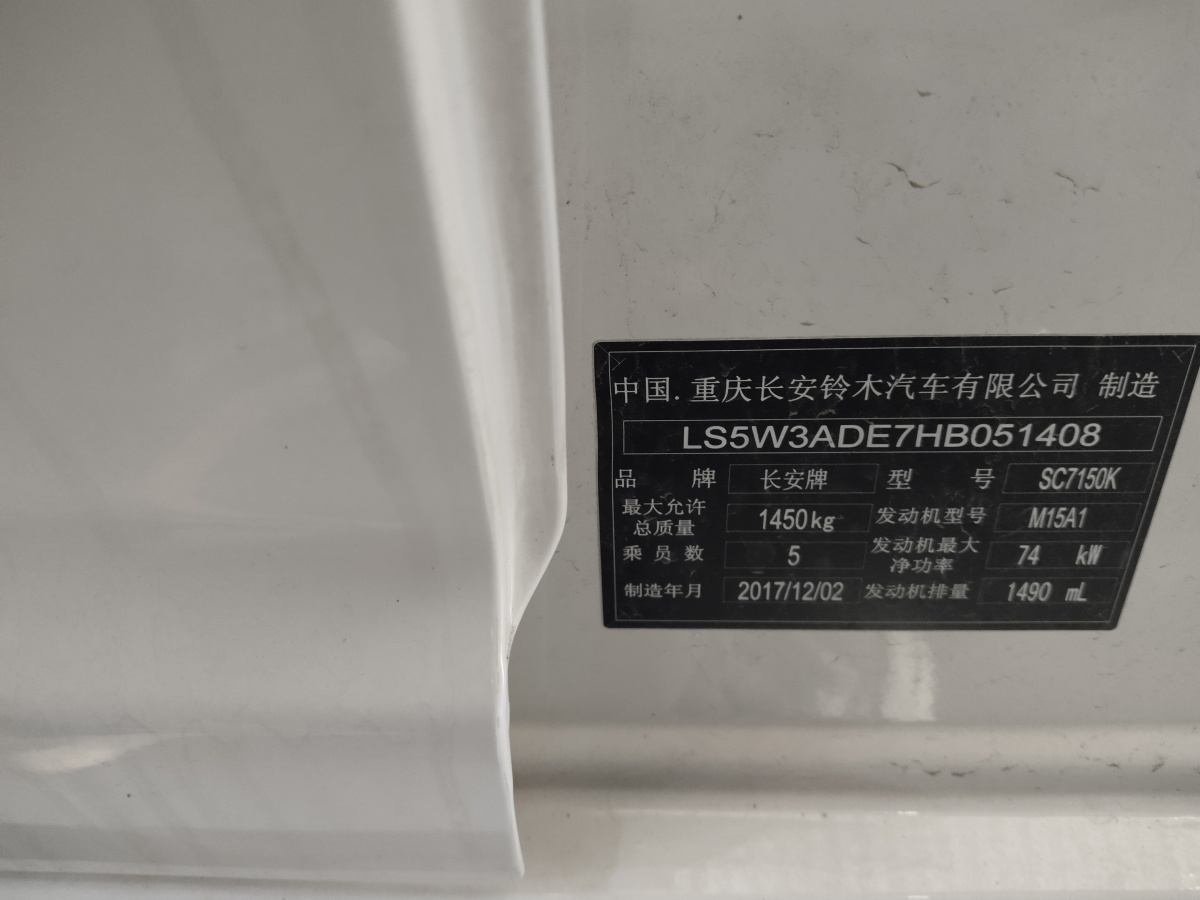 中国.重庆长安铃木汽车有限公司 制造
LS5W3ADE7HB051408
品 牌 长安牌 型 号 SC7150K
最大允许总质量 1450kg 发动机型号 M15A1
乘员数 5 发动机最大净功率 74 kW
制造年月 2017/12/02 发动机排量 1490 mL